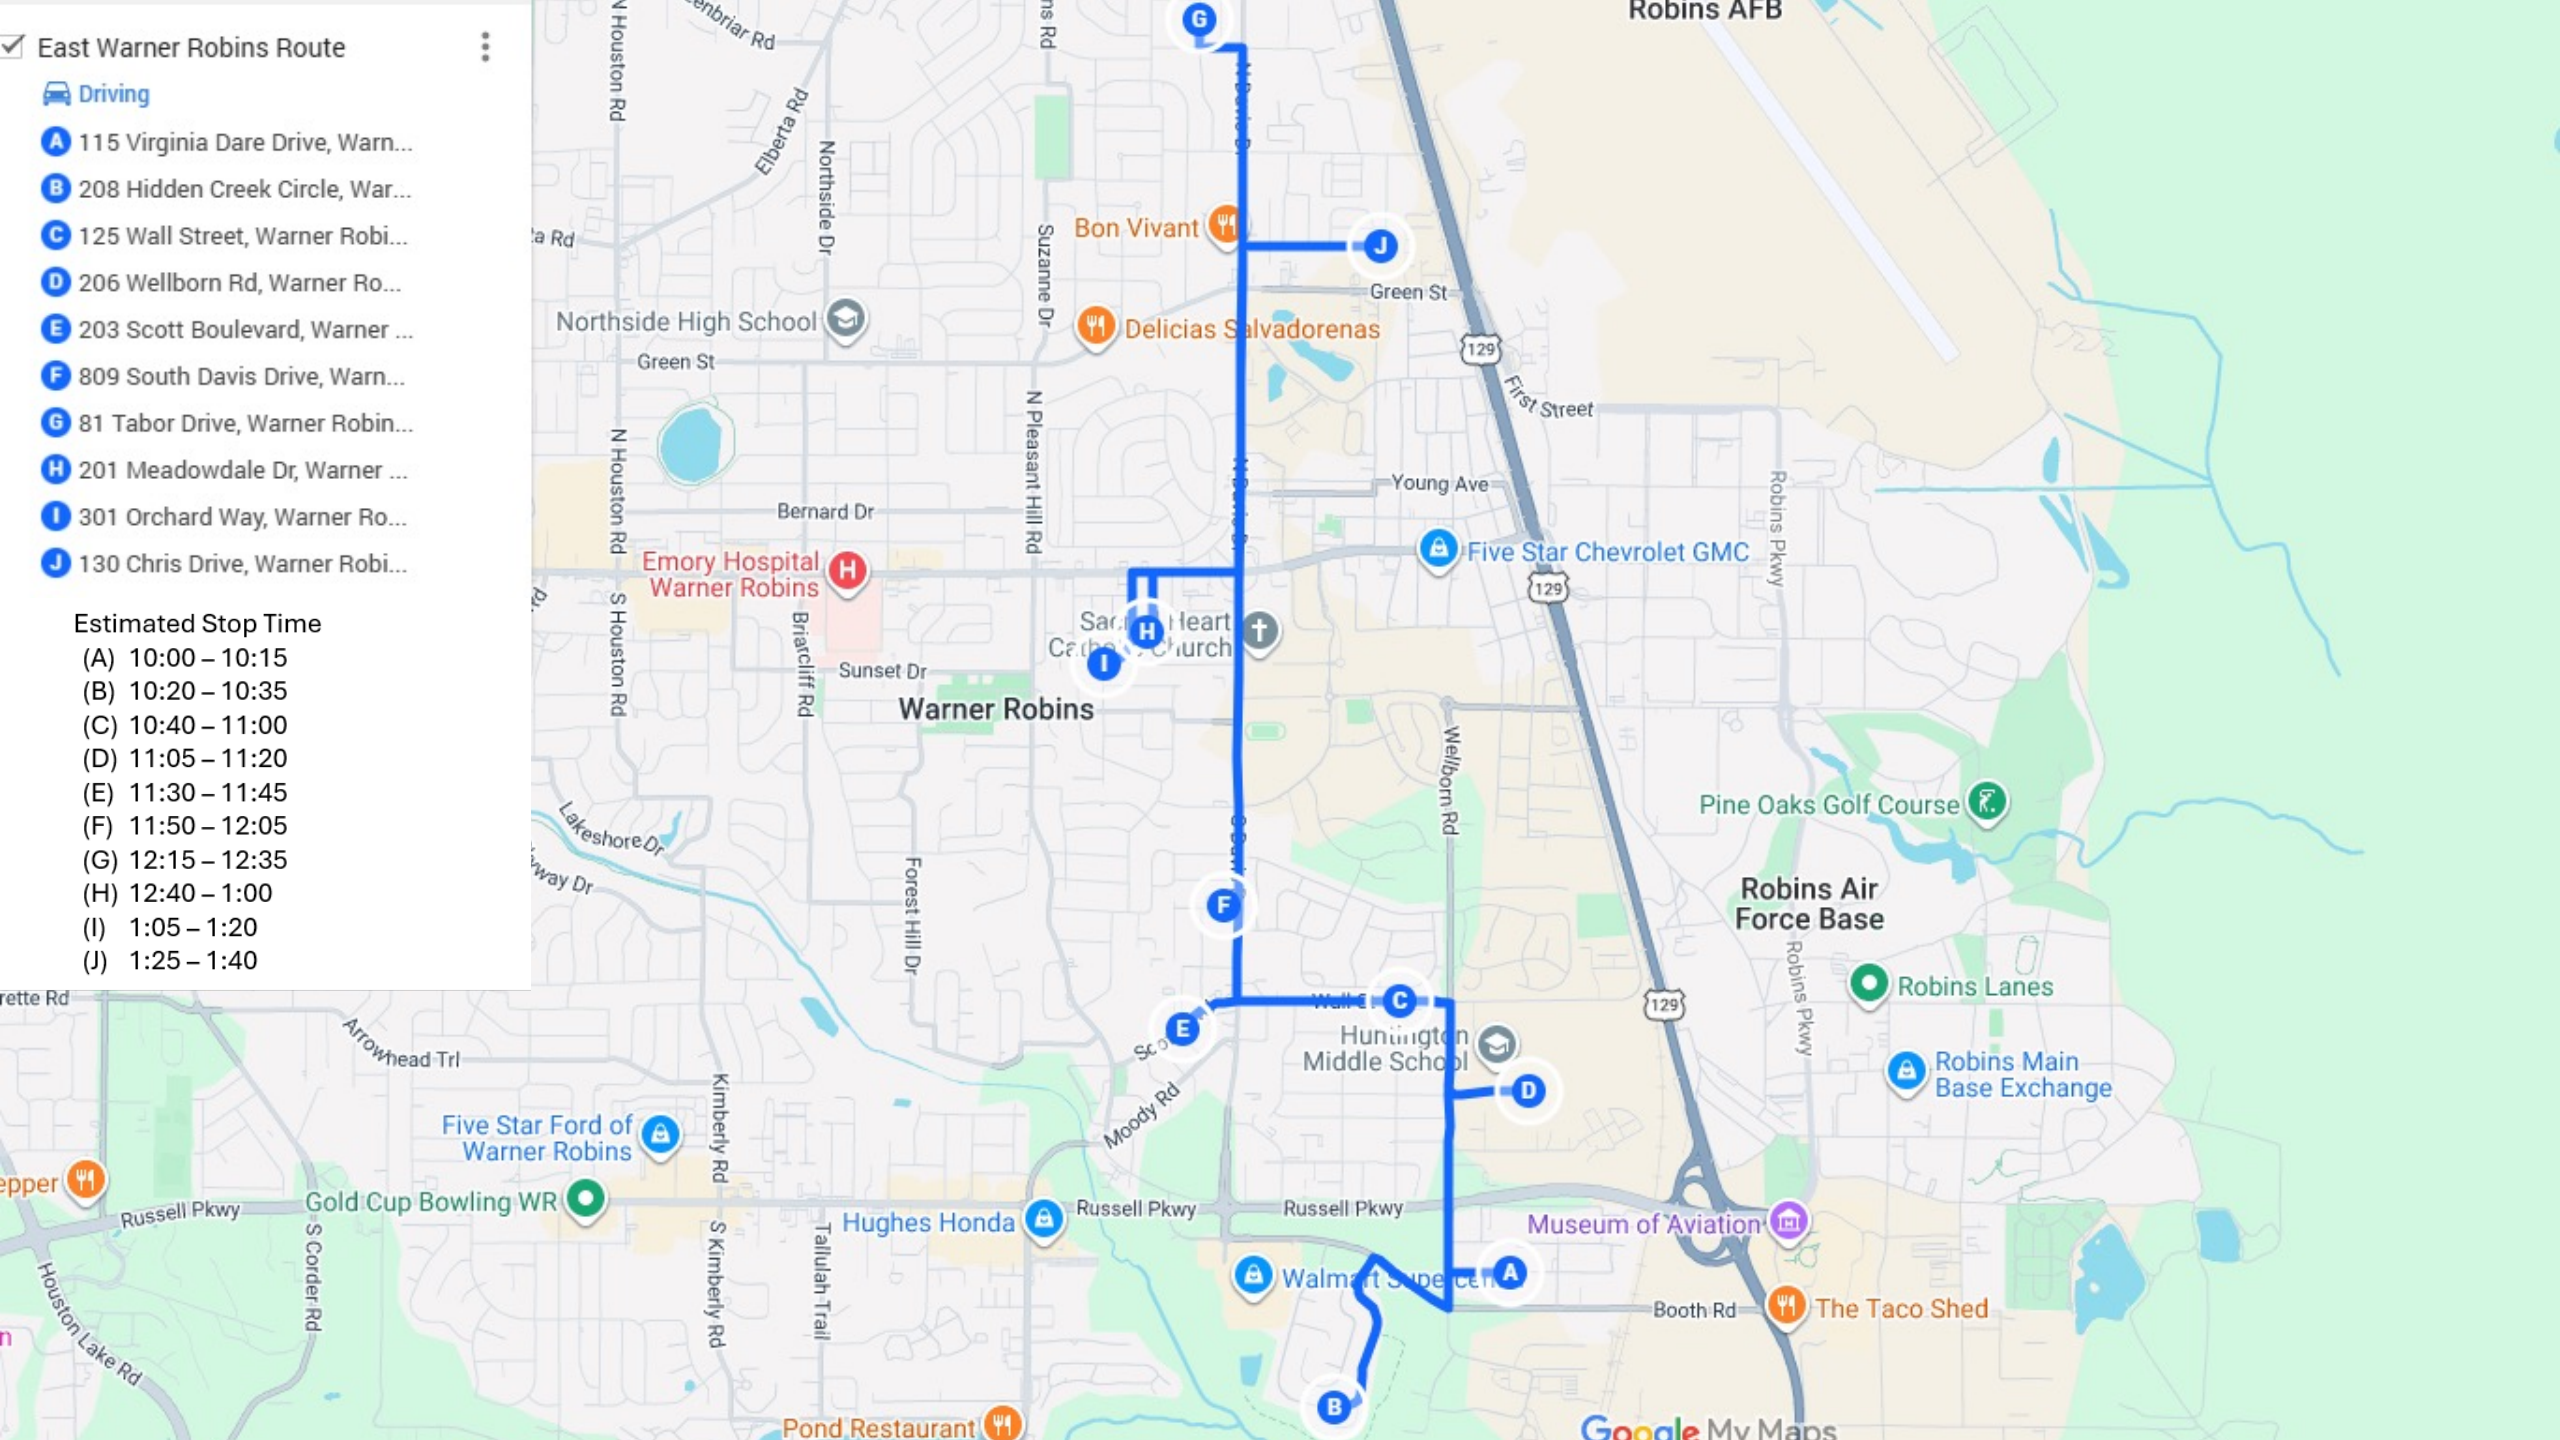 East Warner Robins Route
Driving
A 115 Virginia Dare Drive, Warn...
B 208 Hidden Creek Circle, War...
C 125 Wall Street, Warner Robi...
D 206 Wellborn Rd, Warner Ro...
E 203 Scott Boulevard, Warner ...
F 809 South Davis Drive, Warn...
G 81 Tabor Drive, Warner Robin...
H 201 Meadowdale Dr, Warner ...
I 301 Orchard Way, Warner Ro...
J 130 Chris Drive, Warner Robi...
Estimated Stop Time
(A) 10:00 – 10:15
(B) 10:20 – 10:35
(C) 10:40 – 11:00
(D) 11:05 – 11:20
(E) 11:30 – 11:45
(F) 11:50 – 12:05
(G) 12:15 – 12:35
(H) 12:40 – 1:00
(I) 1:05 – 1:20
(J) 1:25 – 1:40
Robins AFB
G
N Houston Rd
Elberta Rd
Northside Dr
N Davis Dr
Bon Vivant
J
Suzanne Dr
Green St
Northside High School
Delicias Salvadorenas
129
Green St
First Street
N Pleasant Hill Rd
N Houston Rd
Young Ave
Robins Pkwy
Bernard Dr
Emory Hospital
Warner Robins
H
Five Star Chevrolet GMC
129
S Houston Rd
Briarcliff Rd
H
Heart
Church
I
Sunset Dr
Warner Robins
Wellborn Rd
Lakeshore Dr
Pine Oaks Golf Course
Forest Hill Dr
F
Robins Air
Force Base
Robins Pkwy
Robins Lanes
129
C
E
Arrowhead Trl
Huntington
Middle School
D
Robins Main
Base Exchange
Kimberly Rd
Moody Rd
Five Star Ford of
Warner Robins
Gold Cup Bowling WR
Russell Pkwy
Russell Pkwy
Russell Pkwy
Hughes Honda
Museum of Aviation
S Corder Rd
S Kimberly Rd
Tallulah Trail
Walmart
A
Booth Rd
The Taco Shed
Houston Lake Rd
B
Pond Restaurant
Google My Maps